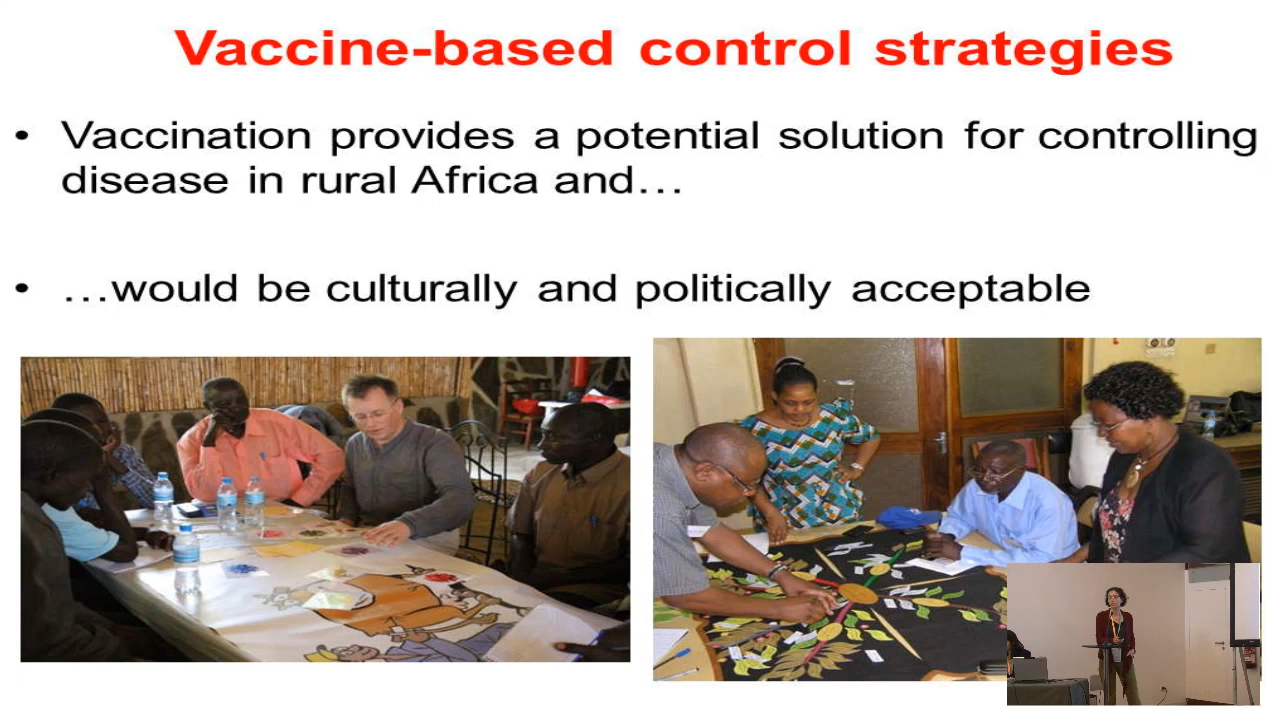 Vaccine-based control strategies
• Vaccination provides a potential solution for controlling
disease in rural Africa and…
• …would be culturally and politically acceptable